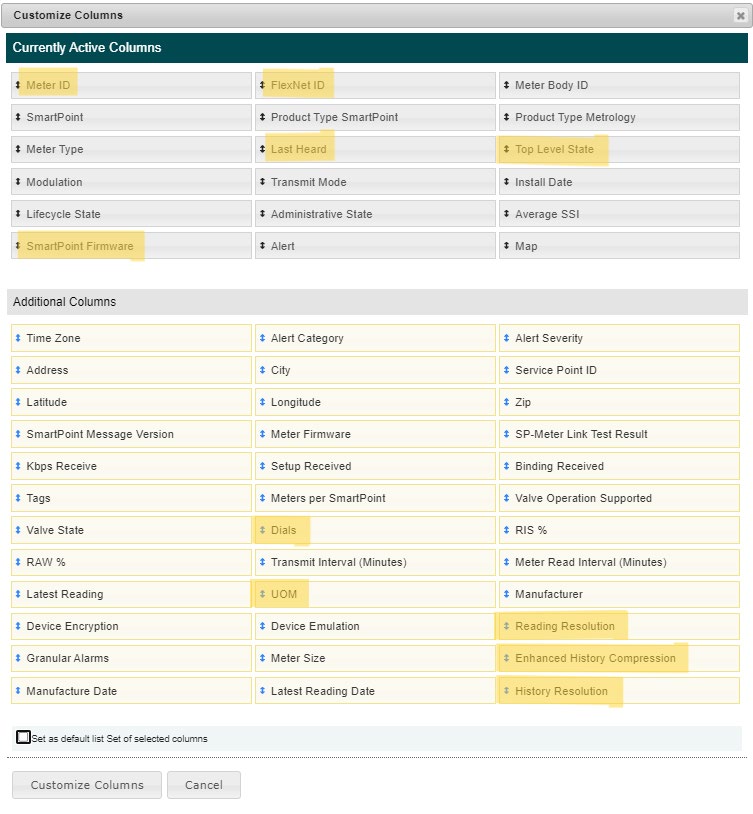 Customize Columns
Currently Active Columns
Meter ID FlexNet ID Meter Body ID
SmartPoint Product Type SmartPoint Product Type Metrology
Meter Type Last Heard Top Level State
Modulation Transmit Mode Install Date
Lifecycle State Administrative State Average SSI
SmartPoint Firmware Alert Map
Additional Columns
Time Zone Alert Category Alert Severity
Address City Service Point ID
Latitude Longitude Zip
SmartPoint Message Version Meter Firmware SP-Meter Link Test Result
Kbps Receive Setup Received Binding Received
Tags Meters per SmartPoint Valve Operation Supported
Valve State Dials RIS %
RAW % Transmit Interval (Minutes) Meter Read Interval (Minutes)
Latest Reading UOM Manufacturer
Device Encryption Device Emulation Reading Resolution
Granular Alarms Meter Size Enhanced History Compression
Manufacture Date Latest Reading Date History Resolution
Set as default list Set of selected columns
Customize Columns Cancel